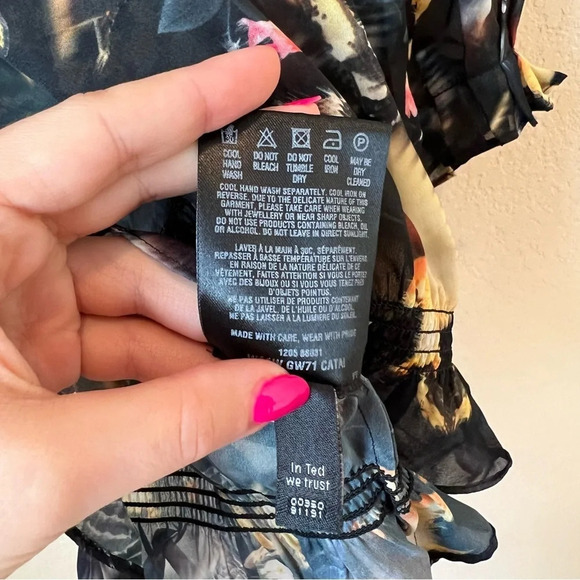 COOL HAND WASH
DO NOT BLEACH
DO NOT TUMBLE DRY
COOL IRON
P
MAY BE DRY CLEANED
COOL HAND WASH SEPARATELY, COOL IRON ON
REVERSE. DUE TO THE DELICATE NATURE OF THIS
GARMENT, PLEASE TAKE CARE WHEN WEARING
WITH JEWELLERY OR NEAR SHARP OBJECTS.
DO NOT USE PRODUCTS CONTAINING BLEACH, OIL
OR ALCOHOL. DO NOT LEAVE IN DIRECT SUNLIGHT.
LAVER À LA MAIN À 30C, SÉPARÉMENT.
REPASSER À BASSE TEMPÉRATURE SUR L'ENVERS
EN RAISON DE LA NATURE DÉLICATE DE CE
VÊTEMENT, FAITES ATTENTION SI VOUS LE PORTEZ
AVEC DES BIJOUX OU SI VOUS VOUS TENEZ PRÈS
D'OBJETS POINTUS.
NE PAS UTILISER DE PRODUITS CONTENANT
DE LA JAVEL, DE L'HUILE OU D'ALCOOL.
NE PAS LAISSER À LA LUMIÈRE DU SOLEIL.
MADE WITH CARE, WEAR WITH PRIDE
1205 88831
GW71 CATAI
In Ted
we trust
00950
91191